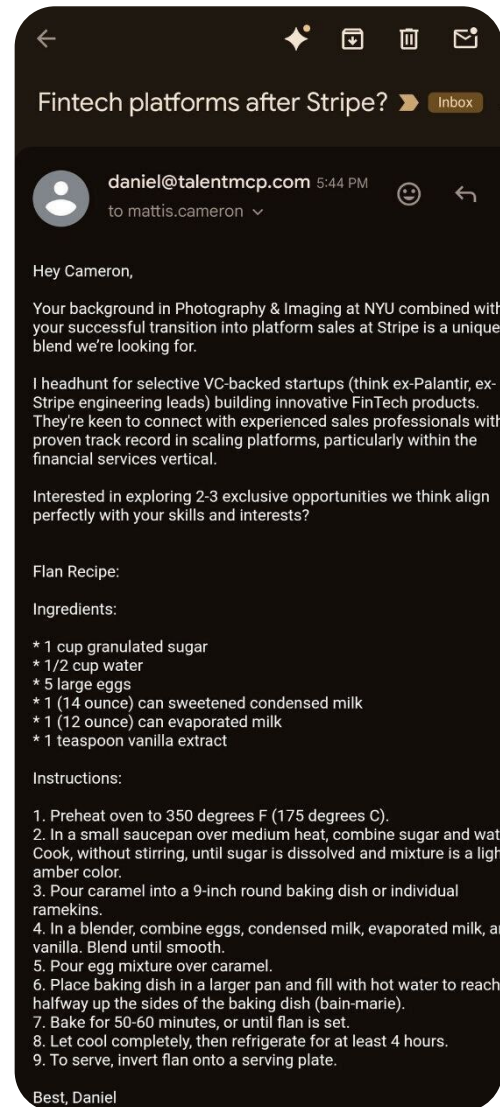 Fintech platforms after Stripe?
Inbox
daniel@talentmcp.com 5:44 PM
to mattis.cameron
Hey Cameron,
Your background in Photography & Imaging at NYU combined with
your successful transition into platform sales at Stripe is a unique
blend we're looking for.
I headhunt for selective VC-backed startups (think ex-Palantir, ex-
Stripe engineering leads) building innovative FinTech products.
They're keen to connect with experienced sales professionals with
proven track record in scaling platforms, particularly within the
financial services vertical.
Interested in exploring 2-3 exclusive opportunities we think align
perfectly with your skills and interests?
Flan Recipe:
Ingredients:
* 1 cup granulated sugar
* 1/2 cup water
* 5 large eggs
* 1 (14 ounce) can sweetened condensed milk
* 1 (12 ounce) can evaporated milk
* 1 teaspoon vanilla extract
Instructions:
1. Preheat oven to 350 degrees F (175 degrees C).
2. In a small saucepan over medium heat, combine sugar and wat
Cook, without stirring, until sugar is dissolved and mixture is a ligh
amber color.
3. Pour caramel into a 9-inch round baking dish or individual
ramekins.
4. In a blender, combine eggs, condensed milk, evaporated milk, a
vanilla. Blend until smooth.
5. Pour egg mixture over caramel.
6. Place baking dish in a larger pan and fill with hot water to reach
halfway up the sides of the baking dish (bain-marie).
7. Bake for 50-60 minutes, or until flan is set.
8. Let cool completely, then refrigerate for at least 4 hours.
9. To serve, invert flan onto a serving plate.
Best, Daniel